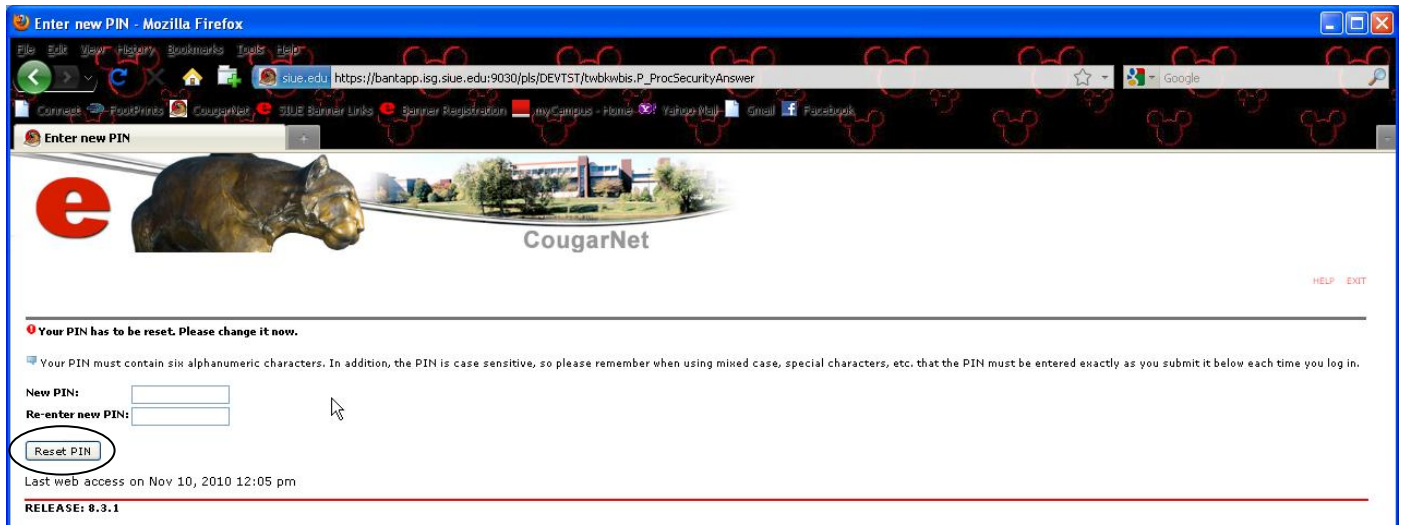 Enter new PIN - Mozilla Firefox
File Edit View History Bookmarks Tools Help
siue.edu https://bantapp.isg.siue.edu:9030/pls/DEVTST/twbkwbis.P_ProcSecurityAnswer
Google
Connect FootPrints CougarNet SIUE Banner Links Banner Registration myCampus - Home Yahoo Mail Gmail Facebook
Enter new PIN
e
CougarNet
HELP EXIT
Your PIN has to be reset. Please change it now.
Your PIN must contain six alphanumeric characters. In addition, the PIN is case sensitive, so please remember when using mixed case, special characters, etc. that the PIN must be entered exactly as you submit it below each time you log in.
New PIN:
Re-enter new PIN:
Reset PIN
Last web access on Nov 10, 2010 12:05 pm
RELEASE: 8.3.1